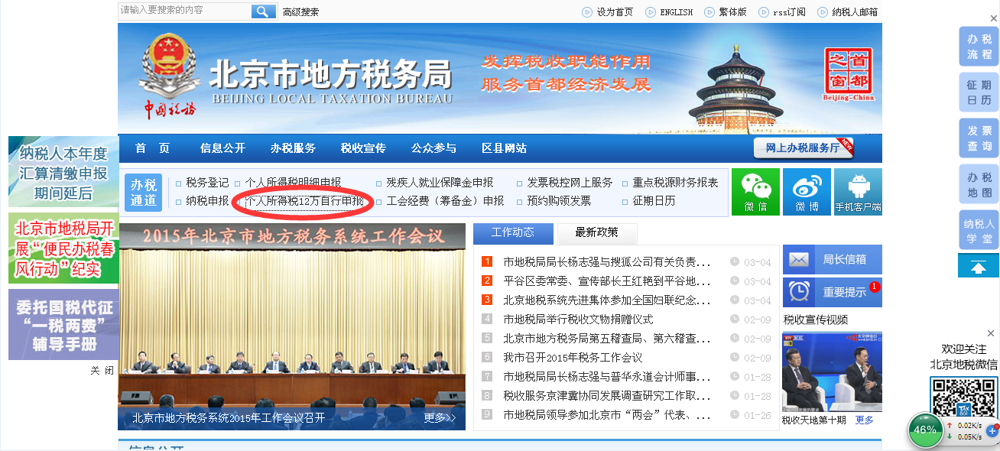 请输入要搜索的内容
高级搜索
设为首页 ENGLISH 繁体版 rss订阅 纳税人邮箱
中国税务
北京市地方税务局
BEIJING LOCAL TAXATION BUREAU
发挥税收职能作用
服务首都经济发展
首都之窗
Beijing-China
首 页 信息公开 办税服务 税收宣传 公众参与 区县网站
网上办税服务厅 NEW
办税
通道
税务登记 个人所得税明细申报 残疾人就业保障金申报 发票税控网上服务 重点税源财务报表
纳税申报 个人所得税12万自行申报 工会经费（筹备金）申报 预约购领发票 征期日历
微 信
微 博
手机客户端
纳税人本年度
汇算清缴申报
期间延后
北京市地税局开
展“便民办税春
风行动”纪实
委托国税代征
“一税两费”
辅导手册
关 闭
2015年北京市地方税务系统工作会议
北京市地方税务系统2015年工作会议召开 更多>>
工作动态 最新政策
1 市地税局局长杨志强与搜狐公司有关负责... 03-04
2 平谷区委常委、宣传部长王红艳到平谷地... 03-04
3 北京地税系统先进集体参加全国妇联纪念... 03-04
4 市地税局举行税收文物捐赠仪式 02-09
5 北京市地方税务局第五稽查局、第六稽查... 02-09
6 我市召开2015年税务工作会议 02-09
7 市地税局局长杨志强与普华永道会计师事... 01-28
8 税收服务京津冀协同发展调查研究工作取... 01-28
9 市地税局领导参加北京市“两会”代表、... 01-26
局长信箱
重要提示 1
税收宣传视频
税收天地第十期 更多
办 税
流 程
征 期
日 历
发 票
查 询
办 税
地 图
纳税人
学 堂
欢迎关注
北京地税微信
46%
0.02K/s
0.05K/s